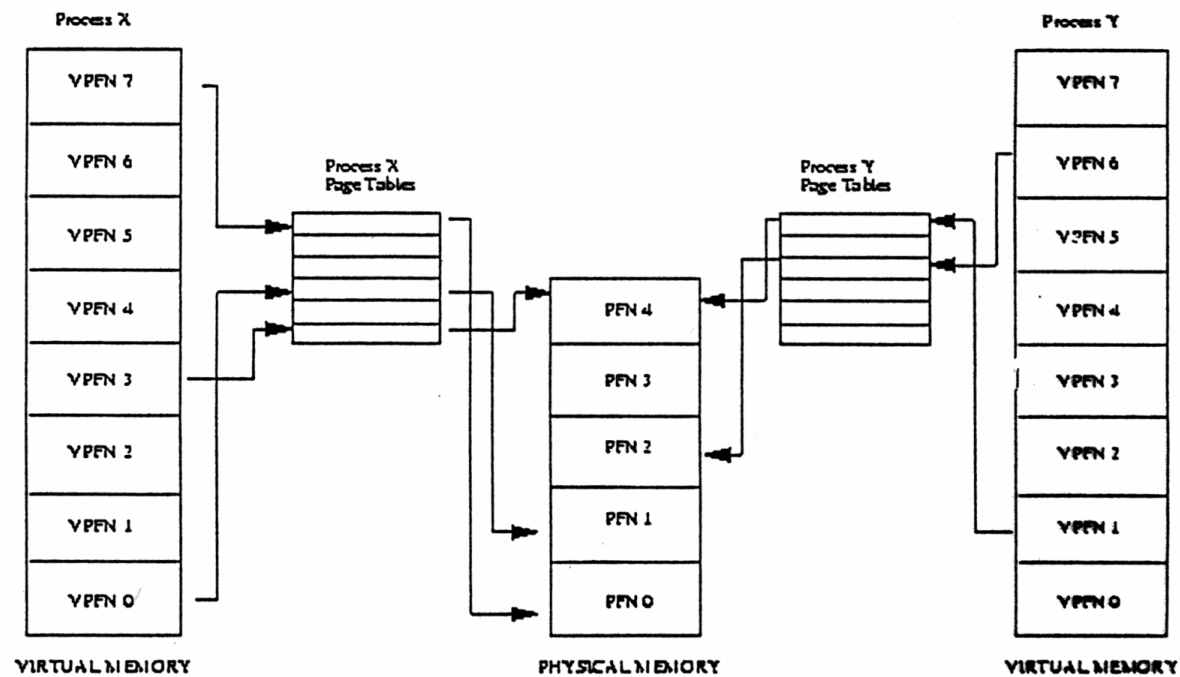 Process X
VPFN 7
VPFN 6
VPFN 5
VPFN 4
VPFN 3
VPFN 2
VPFN 1
VPFN 0
VIRTUAL MEMORY
Process X
Page Tables
PFN 4
PFN 3
PFN 2
PFN 1
PFN 0
PHYSICAL MEMORY
Process Y
Page Tables
Process Y
VPFN 7
VPFN 6
VPFN 5
VPFN 4
VPFN 3
VPFN 2
VPFN 1
VPFN 0
VIRTUAL MEMORY